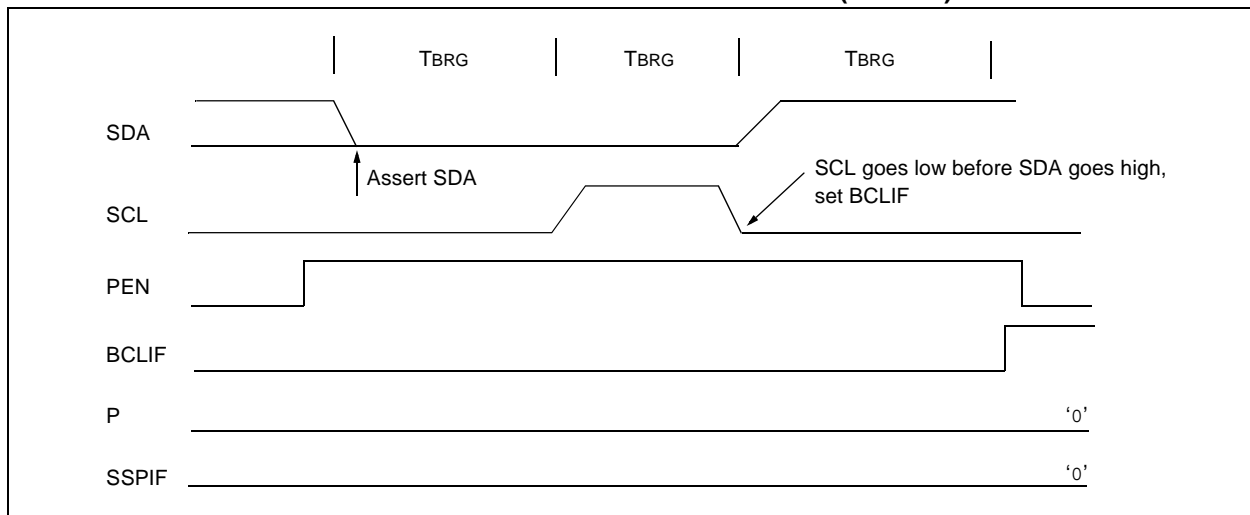 TBRG TBRG TBRG
SDA
Assert SDA
SCL goes low before SDA goes high,
set BCLIF
SCL
PEN
BCLIF
P
‘0’
SSPIF
‘0’